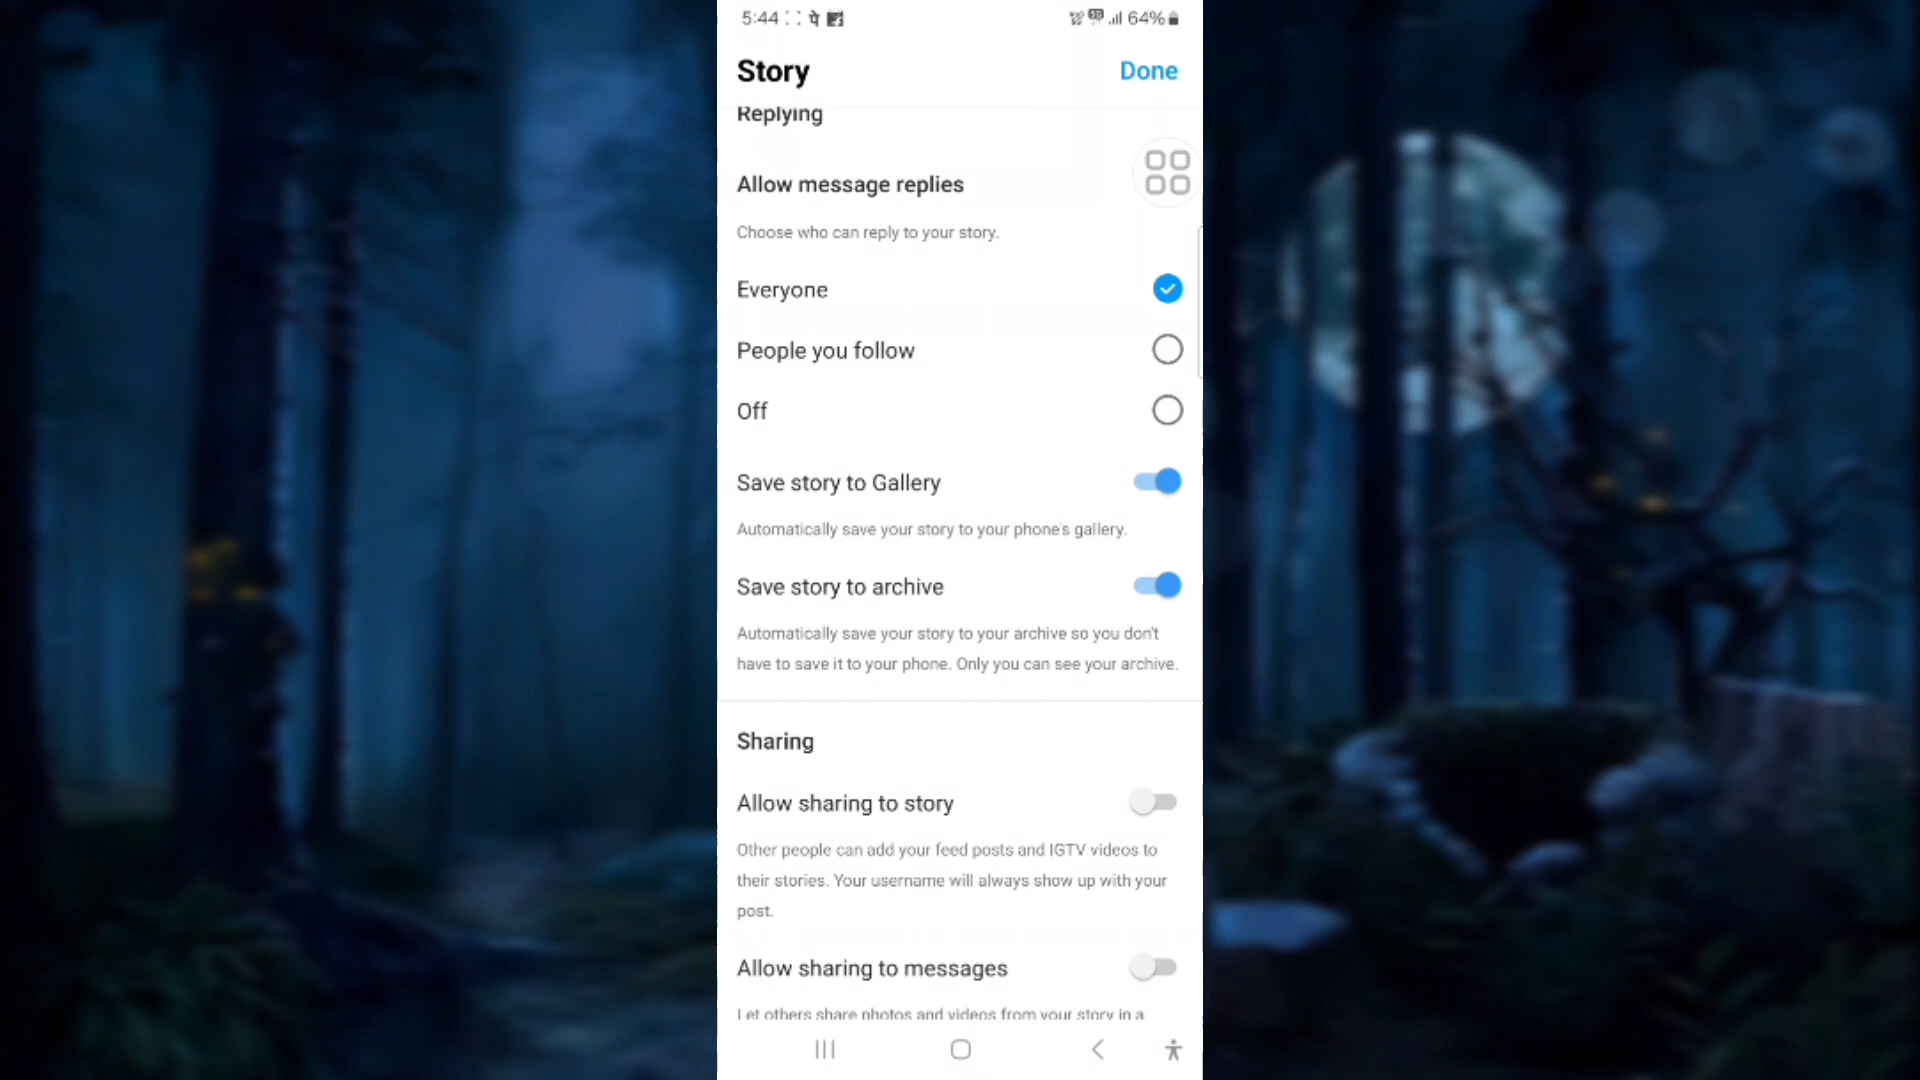 5:44
64%
Story
Done
Replying
Allow message replies
Choose who can reply to your story.
Everyone
People you follow
Off
Save story to Gallery
Automatically save your story to your phone's gallery.
Save story to archive
Automatically save your story to your archive so you don't
have to save it to your phone. Only you can see your archive.
Sharing
Allow sharing to story
Other people can add your feed posts and IGTV videos to
their stories. Your username will always show up with your
post.
Allow sharing to messages
Let others share photos and videos from your story in a